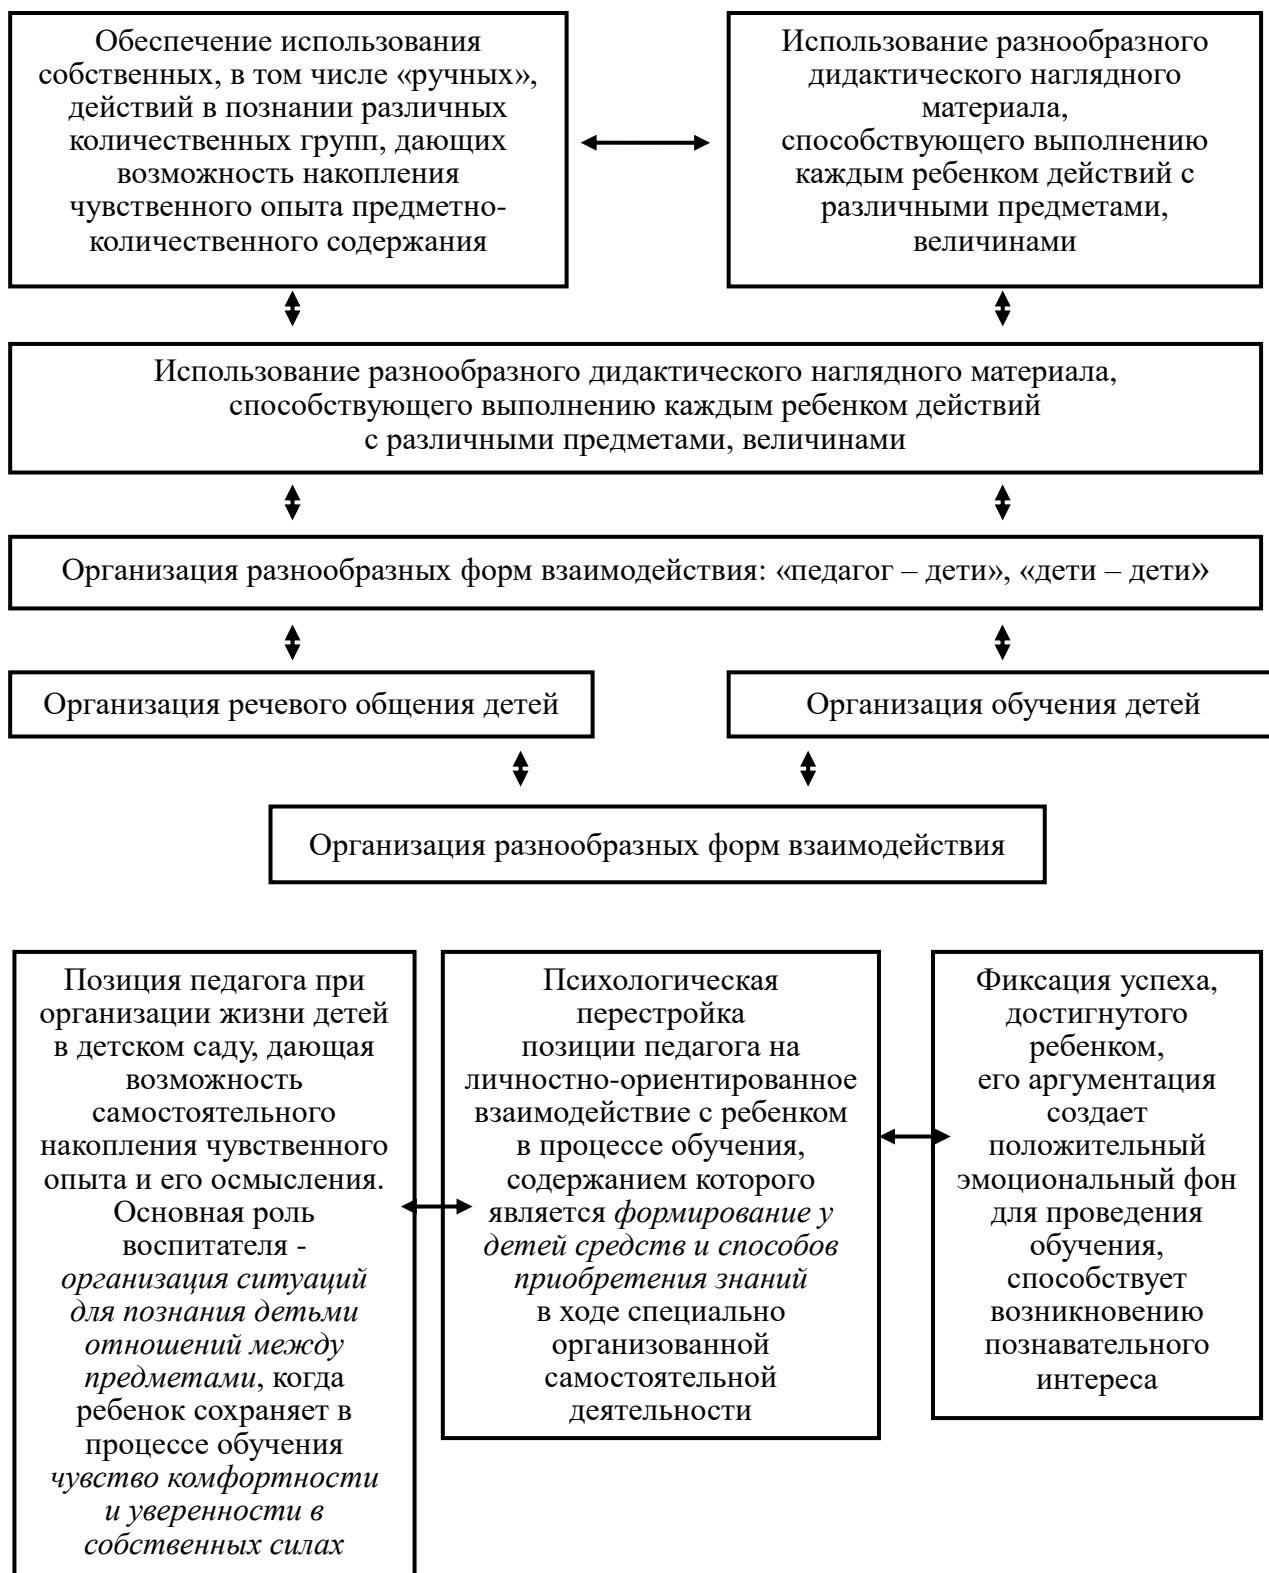 Обеспечение использования
собственных, в том числе «ручных»,
действий в познании различных
количественных групп, дающих
возможность накопления
чувственного опыта предметно-
количественного содержания
Использование разнообразного
дидактического наглядного
материала,
способствующего выполнению
каждым ребенком действий с
различными предметами,
величинами
Использование разнообразного дидактического наглядного материала,
способствующего выполнению каждым ребенком действий
с различными предметами, величинами
Организация разнообразных форм взаимодействия: «педагог – дети», «дети – дети»
Организация речевого общения детей
Организация обучения детей
Организация разнообразных форм взаимодействия
Позиция педагога при
организации жизни детей
в детском саду, дающая
возможность
самостоятельного
накопления чувственного
опыта и его осмысления.
Основная роль
воспитателя -
организация ситуаций
для познания детьми
отношений между
предметами, когда
ребенок сохраняет в
процессе обучения
чувство комфортности
и уверенности в
собственных силах
Психологическая
перестройка
позиции педагога на
личностно-ориентированное
взаимодействие с ребенком
в процессе обучения,
содержанием которого
является формирование у
детей средств и способов
приобретения знаний
в ходе специально
организованной
самостоятельной
деятельности
Фиксация успеха,
достигнутого
ребенком,
его аргументация
создает
положительный
эмоциональный фон
для проведения
обучения,
способствует
возникновению
познавательного
интереса